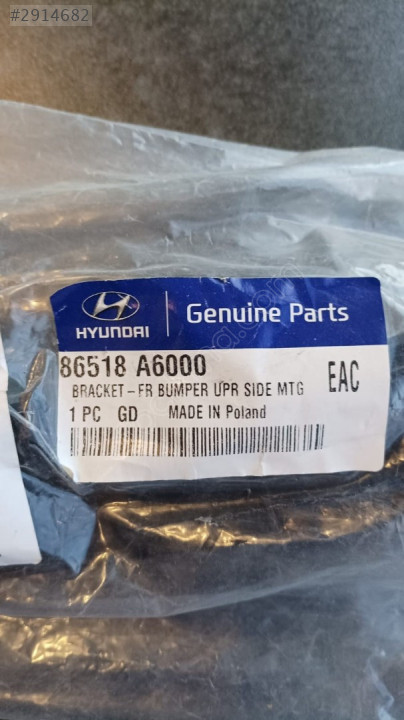 #2914682
HYUNDAI
Genuine Parts
86518 A6000
BRACKET-FR BUMPER UPR SIDE MTG
EAC
1 PC GD MADE IN Poland